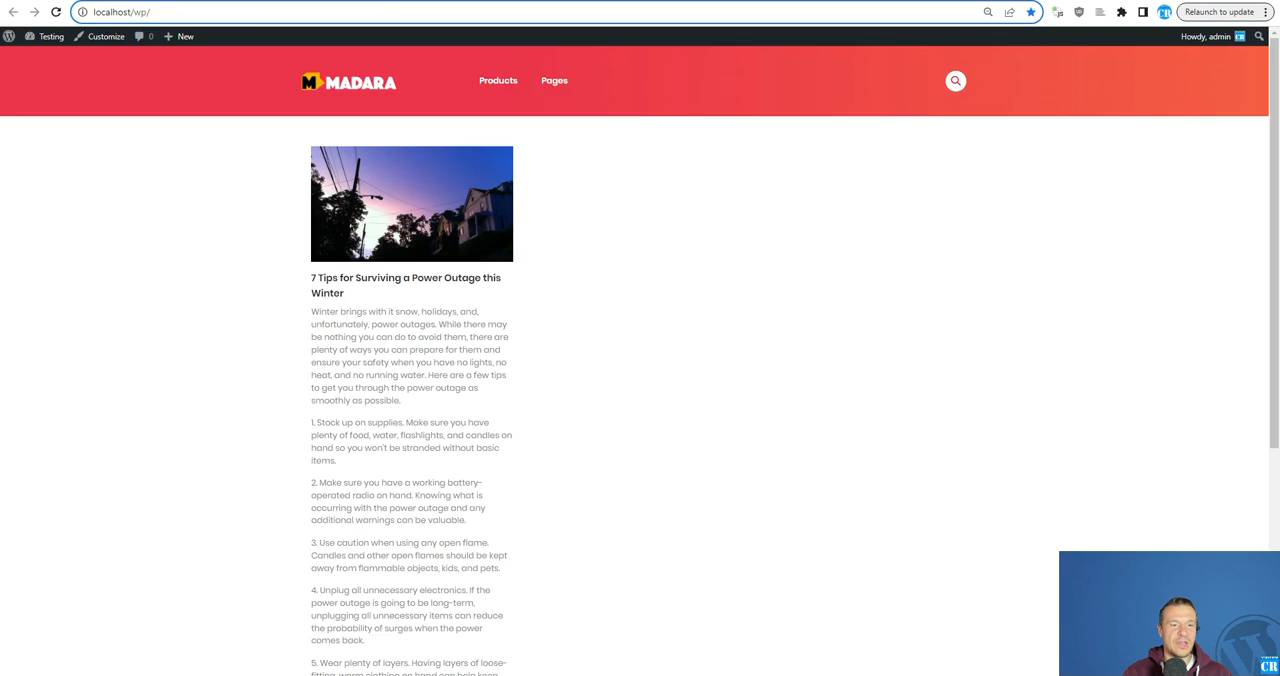 localhost/wp/
Relaunch to update
Testing Customize 0 New Howdy, admin CR
M MADARA Products Pages
7 Tips for Surviving a Power Outage this
Winter
Winter brings with it snow, holidays, and,
unfortunately, power outages. While there may
be nothing you can do to avoid them, there are
plenty of ways you can prepare for them and
ensure your safety when you have no lights, no
heat, and no running water. Here are a few tips
to get you through the power outage as
smoothly as possible.
1. Stock up on supplies. Make sure you have
plenty of food, water, flashlights, and candles on
hand so you won't be stranded without basic
items.
2. Make sure you have a working battery-
operated radio on hand. Knowing what is
occurring with the power outage and any
additional warnings can be valuable.
3. Use caution when using any open flame.
Candles and other open flames should be kept
away from flammable objects, kids, and pets.
4. Unplug all unnecessary electronics. If the
power outage is going to be long-term,
unplugging all unnecessary items can reduce
the probability of surges when the power
comes back.
5. Wear plenty of layers. Having layers of loose-
fitting, warm clothing on hand can help keep
CR